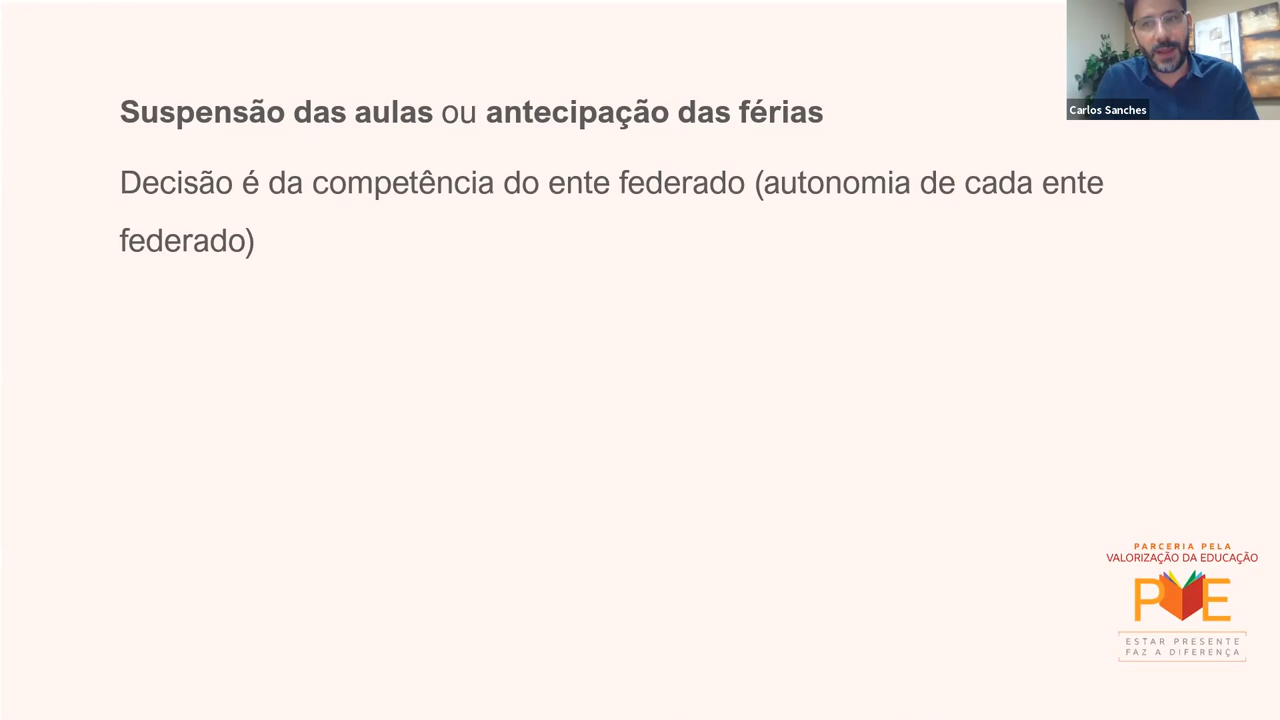 Suspensão das aulas ou antecipação das férias
Decisão é da competência do ente federado (autonomia de cada ente
federado)
Carlos Sanches
PARCERIA PELA
VALORIZAÇÃO DA EDUCAÇÃO
PVE
ESTAR PRESENTE
FAZ A DIFERENÇA